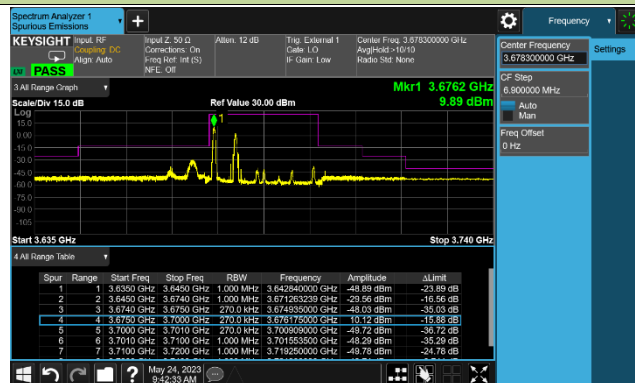 Spectrum Analyzer 1
Spurious Emissions
Frequency
KEYSIGHT
Input: RF
Coupling: DC
Align: Auto
Input Z: 50 Ω
Corrections: On
Freq Ref: Int (S)
NFE: Off
Atten: 12 dB
Trig: External 1
Gate: LO
IF Gain: Low
Center Freq: 3.678300000 GHz
Avg|Hold:>10/10
Radio Std: None
PASS
Center Frequency
3.678300000 GHz
Settings
CF Step
6.900000 MHz
Auto
Man
Freq Offset
0 Hz
3 All Range Graph
Mkr1 3.6762 GHz
Scale/Div 15.0 dB
Ref Value 30.00 dBm
9.89 dBm
Log
15.0
0.00
-15.0
-30.0
-45.0
-60.0
-75.0
-90.0
-105
1
Start 3.635 GHz
Stop 3.740 GHz
4 All Range Table
Spur Range Start Freq Stop Freq RBW Frequency Amplitude ΔLimit
1 1 3.6350 GHz 3.6450 GHz 1.000 MHz 3.642840000 GHz -48.89 dBm -23.89 dB
2 2 3.6450 GHz 3.6740 GHz 1.000 MHz 3.671263239 GHz -29.56 dBm -16.56 dB
3 3 3.6740 GHz 3.6750 GHz 270.0 kHz 3.674935000 GHz -48.03 dBm -35.03 dB
4 4 3.6750 GHz 3.7000 GHz 270.0 kHz 3.676175000 GHz 10.12 dBm -15.88 dB
5 5 3.7000 GHz 3.7010 GHz 270.0 kHz 3.700909000 GHz -49.72 dBm -36.72 dB
6 6 3.7010 GHz 3.7100 GHz 1.000 MHz 3.701553500 GHz -48.29 dBm -35.29 dB
7 7 3.7100 GHz 3.7200 GHz 1.000 MHz 3.719250000 GHz -49.78 dBm -24.78 dB
May 24, 2023
9:42:33 AM